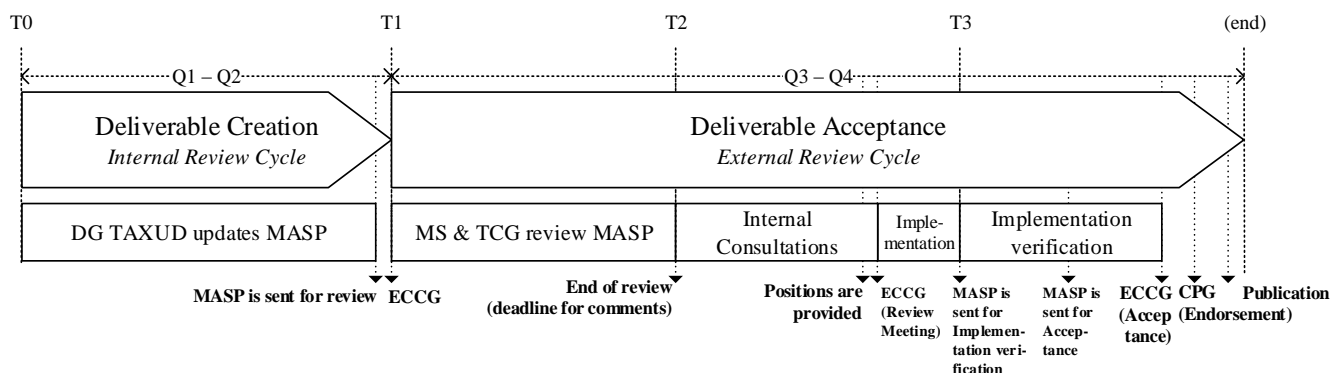 T0
T1
T2
T3
(end)
Q1 – Q2
Q3 – Q4
Deliverable Creation
Internal Review Cycle
Deliverable Acceptance
External Review Cycle
DG TAXUD updates MASP
MS & TCG review MASP
Internal
Consultations
Imple-
mentation
Implementation
verification
MASP is sent for review
ECCG
End of review
(deadline for comments)
Positions are
provided
ECCG
(Review
Meeting)
MASP is
sent for
Implemen-
tation veri-
fication
MASP is
sent for
Accep-
tance
ECCG
(Accep
tance)
CPG
(Endorsement)
Publication